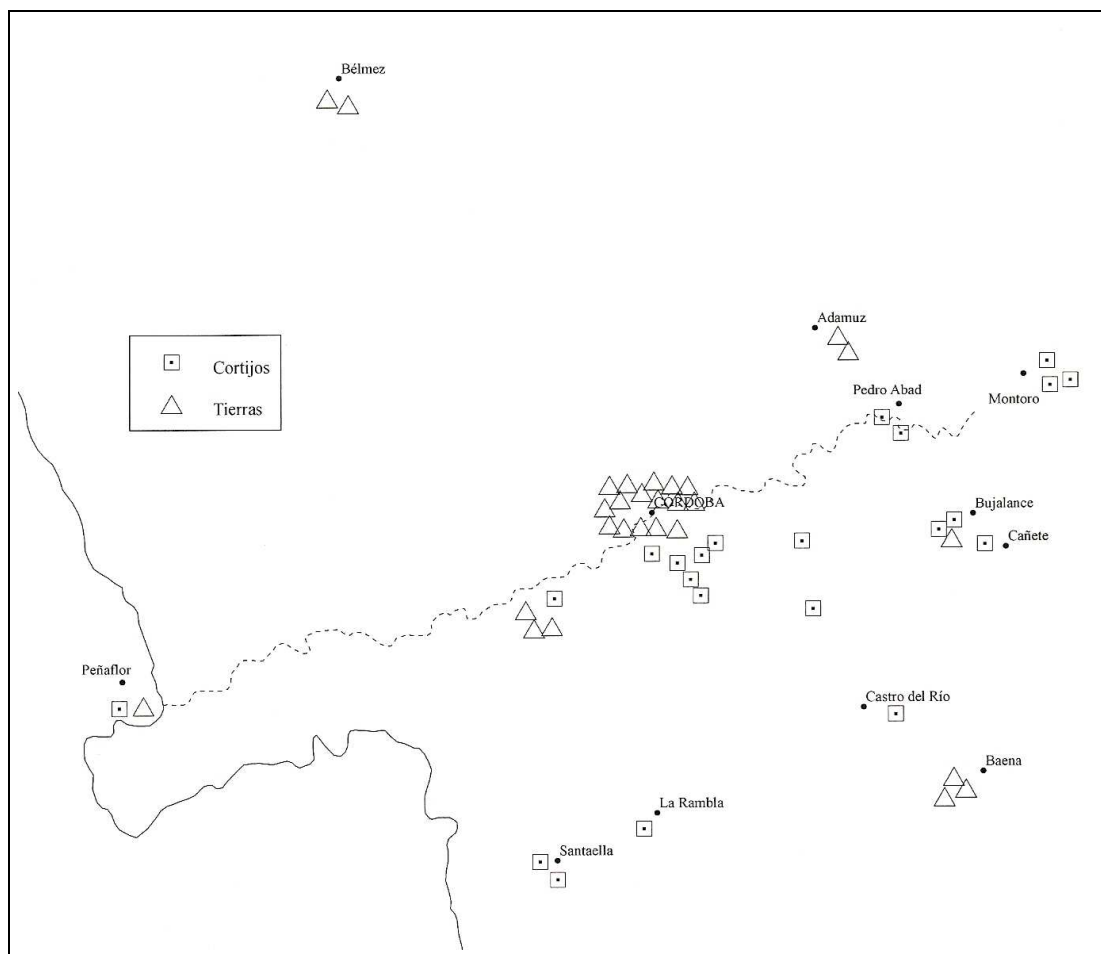 Bélmez
Adamuz
Cortijos
Tierras
Pedro Abad
Montoro
CORDOBA
Bujalance
Cañete
Peñaflor
Castro del Río
Baena
La Rambla
Santaella